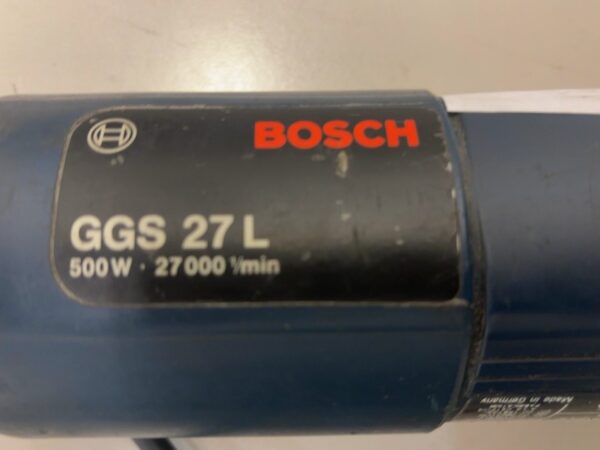 BOSCH
GGS 27 L
500 W · 27 000 1/min
Made in Germany